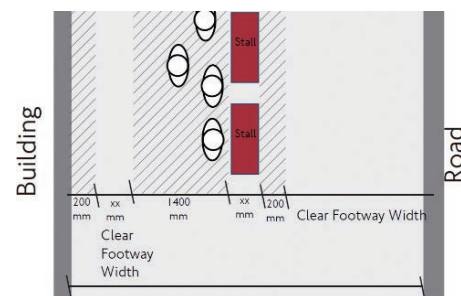 Stall
Stall
Building
Road
200 mm
xx mm
1400 mm
xx mm
200 mm
Clear Footway Width
Clear
Footway
Width